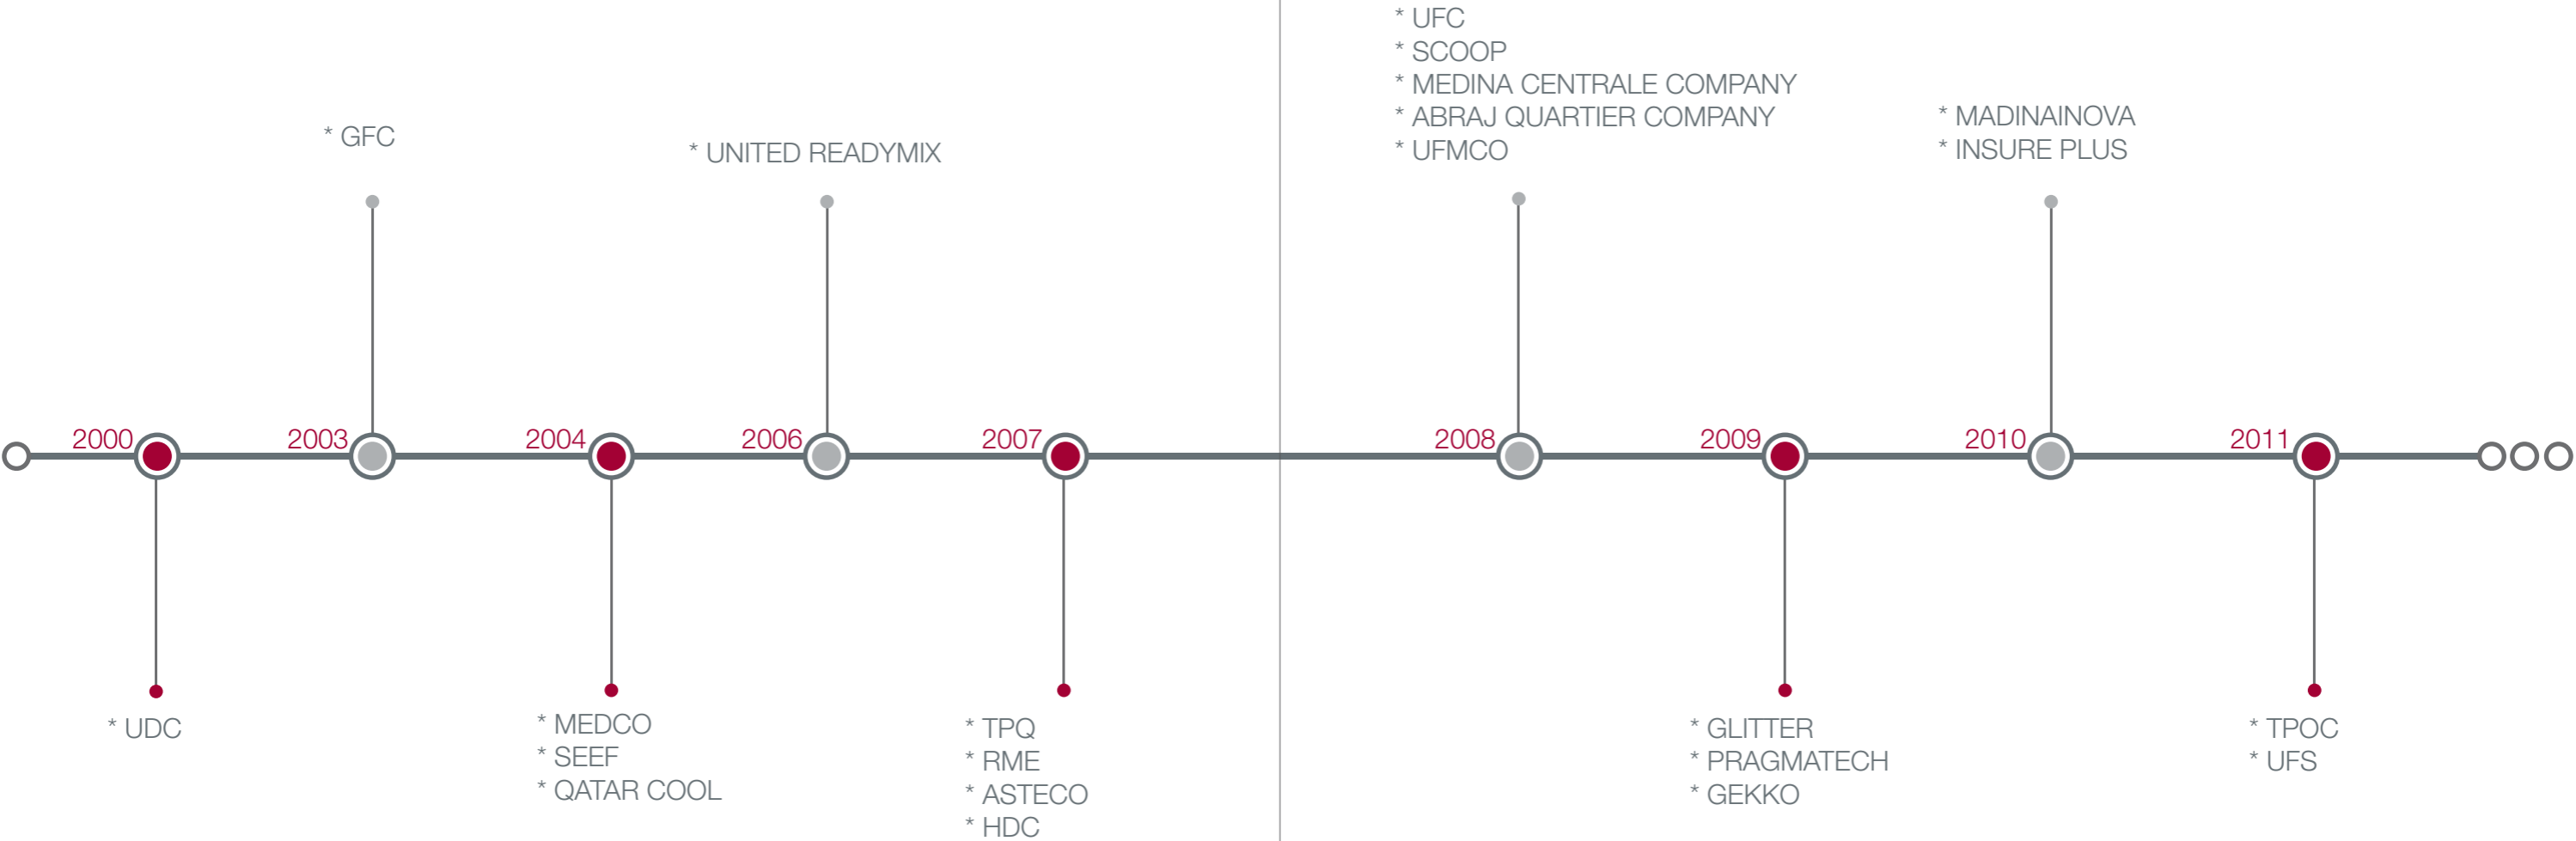 * UFC
* SCOOP
* MEDINA CENTRALE COMPANY
* ABRAJ QUARTIER COMPANY
* UFMCO
* GFC
* UNITED READYMIX
* MADINAINOVA
* INSURE PLUS
2000
2003
2004
2006
2007
2008
2009
2010
2011
* UDC
* MEDCO
* SEEF
* QATAR COOL
* TPQ
* RME
* ASTECO
* HDC
* GLITTER
* PRAGMATECH
* GEKKO
* TPOC
* UFS